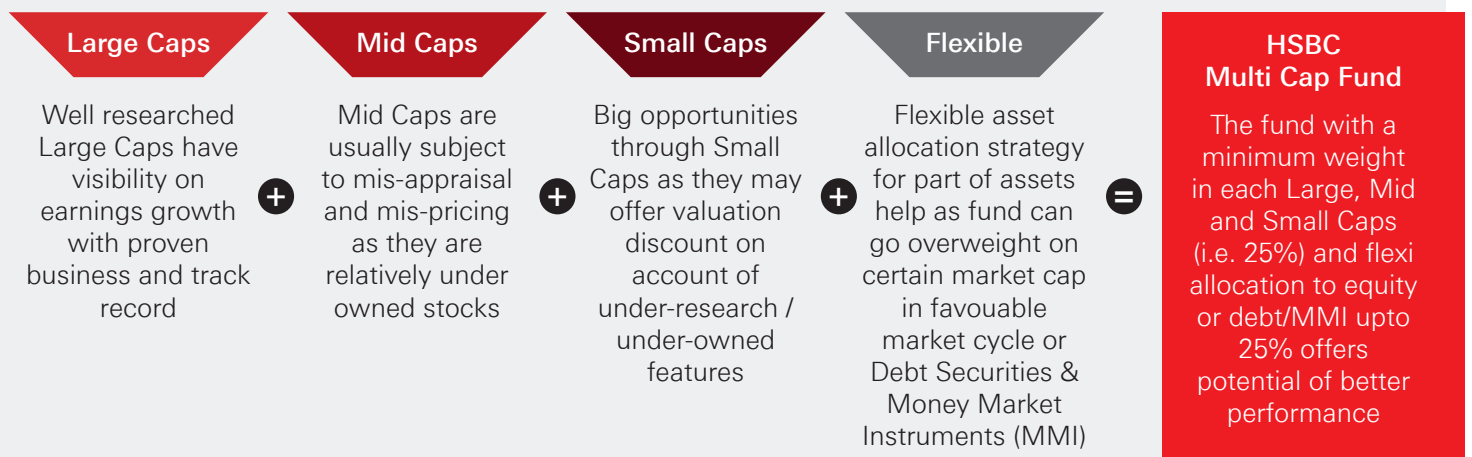 Large Caps
Well researched
Large Caps have
visibility on
earnings growth
with proven
business and track
record
+
Mid Caps
Mid Caps are
usually subject
to mis-appraisal
and mis-pricing
as they are
relatively under
owned stocks
+
Small Caps
Big opportunities
through Small
Caps as they may
offer valuation
discount on
account of
under-research /
under-owned
features
+
Flexible
Flexible asset
allocation strategy
for part of assets
help as fund can
go overweight on
certain market cap
in favouable
market cycle or
Debt Securities &
Money Market
Instruments (MMI)
=
HSBC
Multi Cap Fund
The fund with a
minimum weight
in each Large, Mid
and Small Caps
(i.e. 25%) and flexi
allocation to equity
or debt/MMI upto
25% offers
potential of better
performance